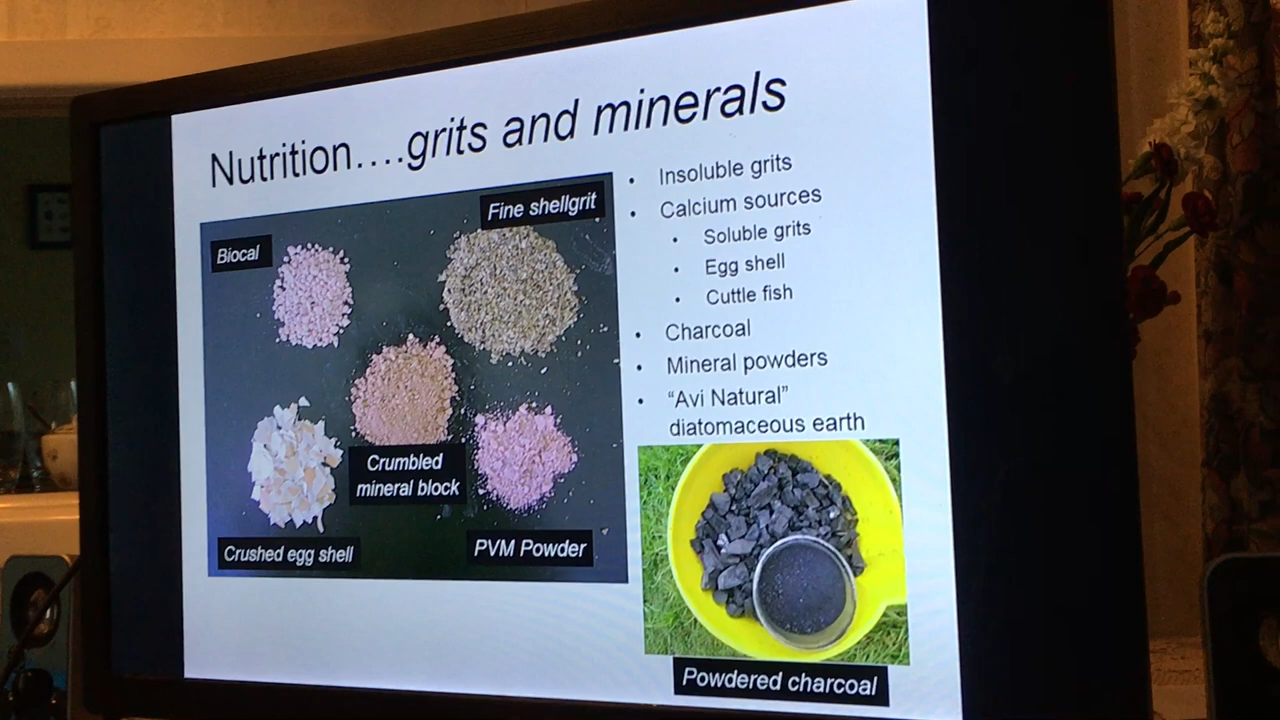 Nutrition....grits and minerals
Biocal
Fine shellgrit
Crumbled
mineral block
Crushed egg shell
PVM Powder
• Insoluble grits
• Calcium sources
• Soluble grits
• Egg shell
• Cuttle fish
• Charcoal
• Mineral powders
• “Avi Natural”
diatomaceous earth
Powdered charcoal